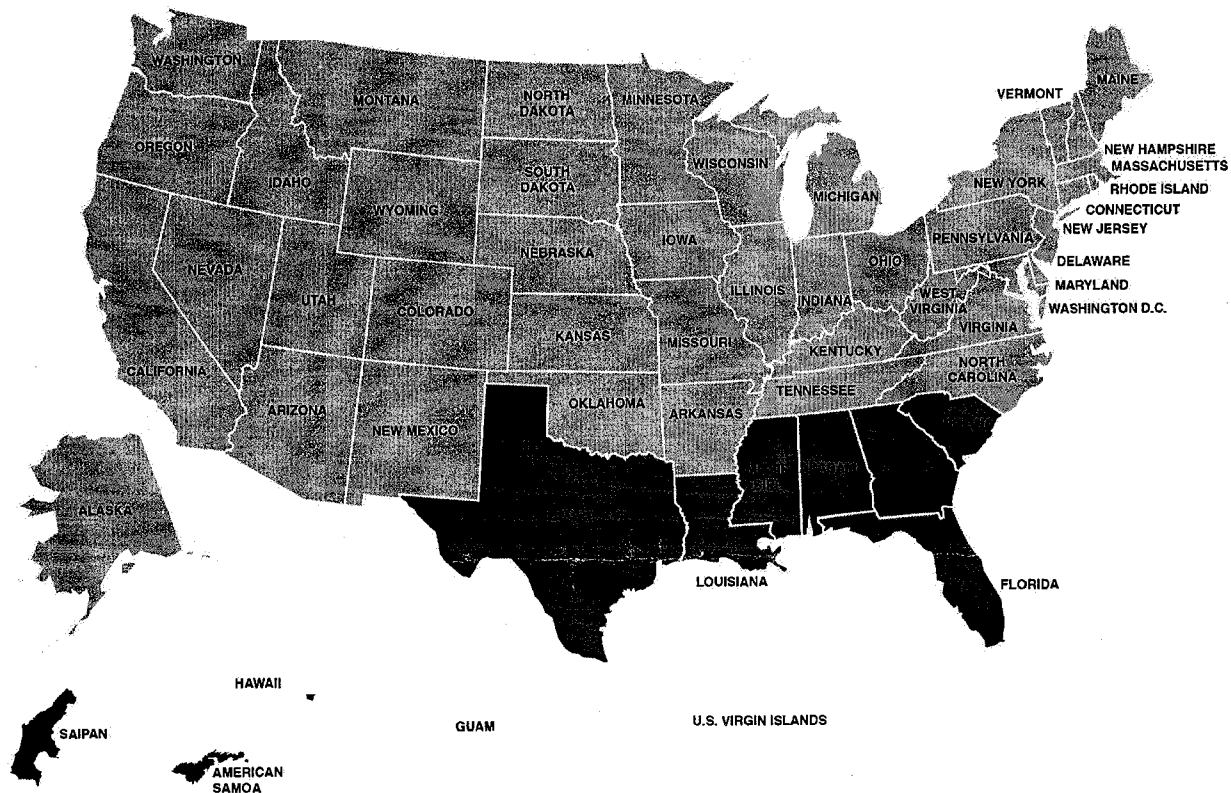 WASHINGTON
MONTANA
NORTH
DAKOTA
MINNESOTA
MAINE
VERMONT
OREGON
IDAHO
WYOMING
SOUTH
DAKOTA
WISCONSIN
MICHIGAN
NEW YORK
NEW HAMPSHIRE
MASSACHUSETTS
RHODE ISLAND
CONNECTICUT
NEW JERSEY
NEVADA
UTAH
COLORADO
NEBRASKA
IOWA
ILLINOIS
INDIANA
OHIO
PENNSYLVANIA
DELAWARE
MARYLAND
WASHINGTON D.C.
WEST
VIRGINIA
VIRGINIA
CALIFORNIA
KANSAS
MISSOURI
KENTUCKY
ARIZONA
NEW MEXICO
OKLAHOMA
ARKANSAS
TENNESSEE
NORTH
CAROLINA
ALASKA
LOUISIANA
FLORIDA
HAWAII
SAIPAN
GUAM
U.S. VIRGIN ISLANDS
AMERICAN
SAMOA